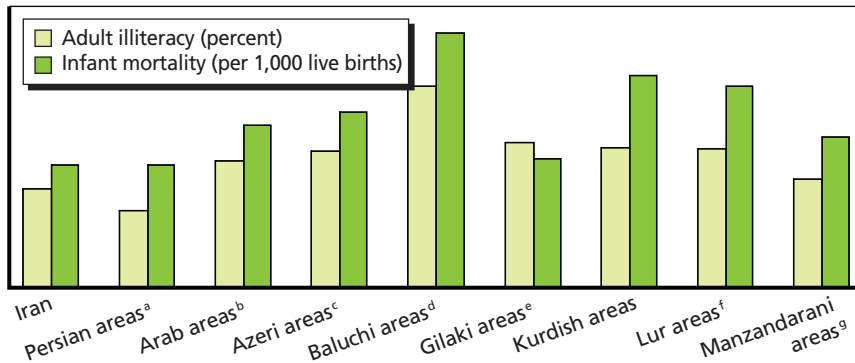 Adult illiteracy (percent)
Infant mortality (per 1,000 live births)
Iran
Persian areasᵃ
Arab areasᵇ
Azeri areasᶜ
Baluchi areasᵈ
Gilaki areasᵉ
Kurdish areas
Lur areasᶠ
Manzandarani
areasᵍ